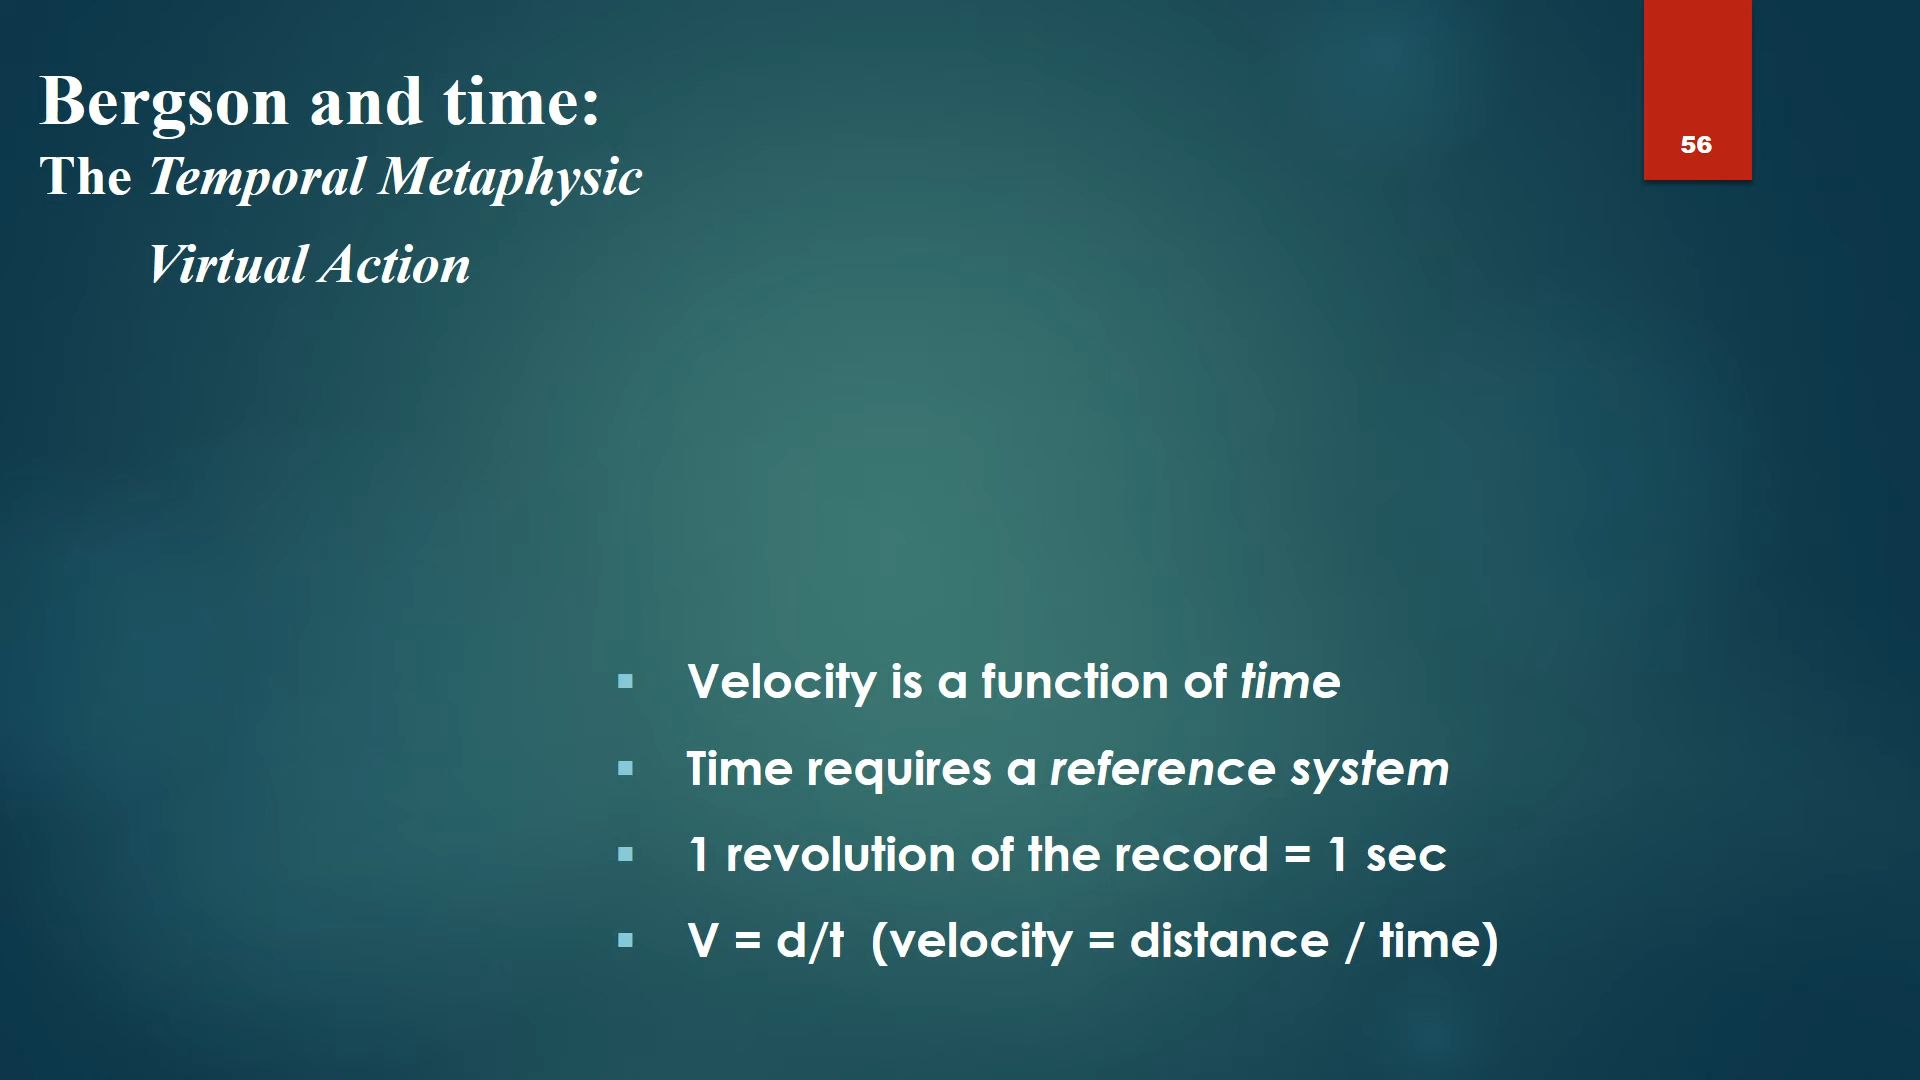 Bergson and time:
The Temporal Metaphysic
Virtual Action
56
▪ Velocity is a function of time
▪ Time requires a reference system
▪ 1 revolution of the record = 1 sec
▪ V = d/t (velocity = distance / time)